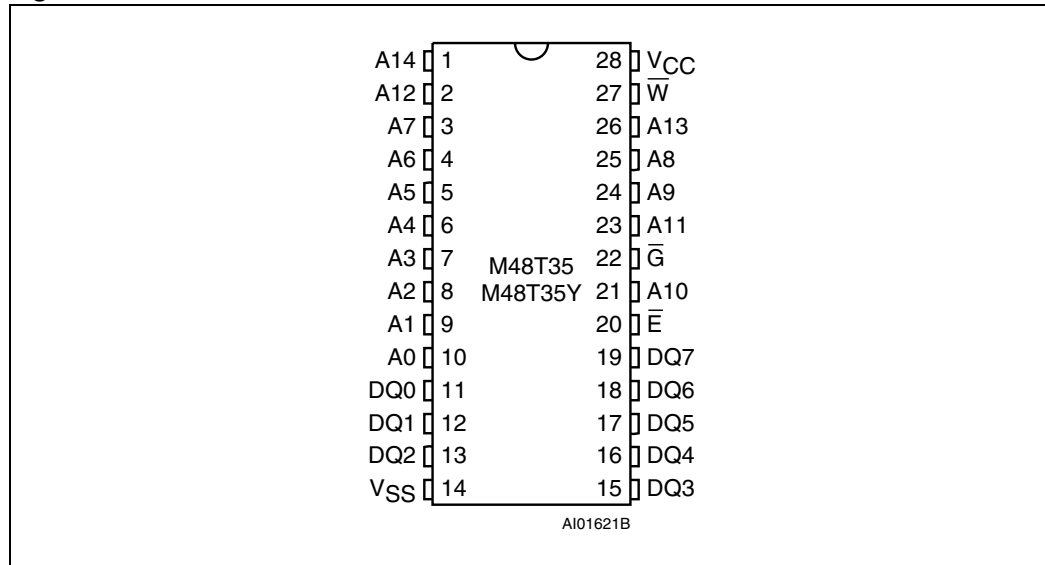 A14 1 28 VCC
A12 2 27 W̅
A7 3 26 A13
A6 4 25 A8
A5 5 24 A9
A4 6 23 A11
A3 7 22 G̅
A2 8 21 A10
A1 9 20 E̅
A0 10 19 DQ7
DQ0 11 18 DQ6
DQ1 12 17 DQ5
DQ2 13 16 DQ4
VSS 14 15 DQ3
M48T35
M48T35Y
AI01621B